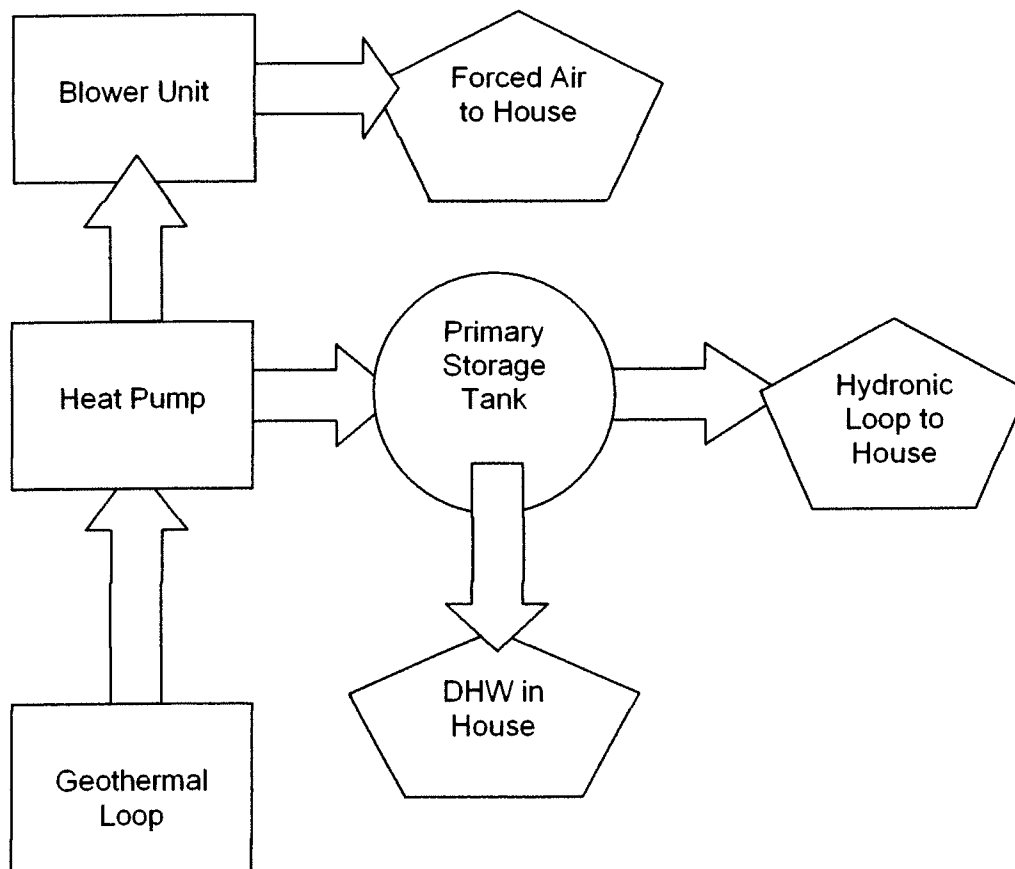 Blower Unit
Forced Air
to House
Heat Pump
Primary
Storage
Tank
Hydronic
Loop to
House
DHW in
House
Geothermal
Loop